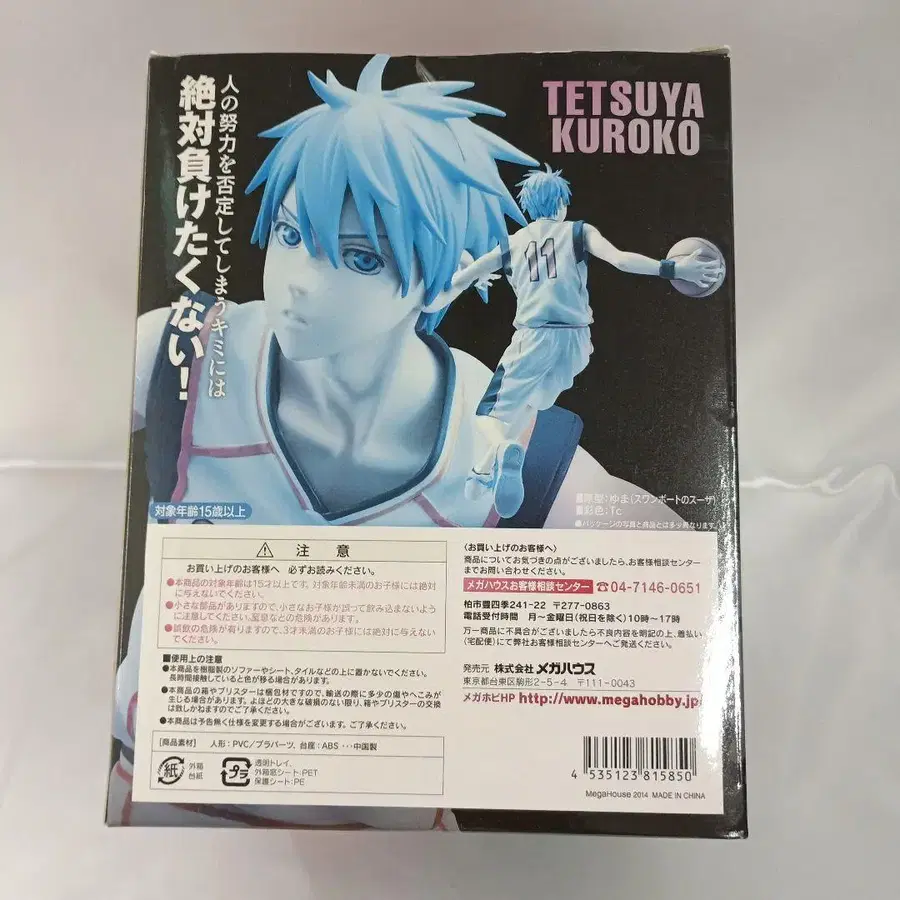 人の努力を否定してしまうキミには
絶対負けたくない!
TETSUYA
KUROKO
11
■原型:ゆま(スワンボートのスーザ)
■彩色:Tc
●パッケージの写真と商品とは多少異なります。
対象年齢15歳以上
注意
お買い上げのお客様へ 必ずお読みください。
●本商品の対象年齢は15才以上です。対象年齢未満のお子様には絶対
に与えないでください。
●小さな部品がありますので、小さなお子様が誤って飲み込まないよう
に注意してください。窒息などの危険があります。
●誤飲の危険が有りますので、3才未満のお子様には絶対に与えない
でください。
■使用上の注意
●本商品を樹脂製のソファーやシート、タイルなどの上に置かないでください。
長時間接触していると色が移る場合があります。
●本商品の箱やブリスターは梱包材ですので、輸送の際に多少の傷やへこみが
生じる場合があります。よほどの大きな破損のない限り、箱やブリスターの交換
は致しかねますのでご了承ください。
●本商品は予告無く仕様を変更する場合がございます。ご了承ください。
[商品素材] 人形:PVC/プラパーツ、台座:ABS…中国製
紙 外箱
台紙
プラ 透明トレイ、
外箱窓シート:PET
保護シート:PE
〈お買い上げのお客様へ〉
商品についてお気づきの点がございましたら、お客様相談センター
までお問い合わせください。
メガハウスお客様相談センター ☎04-7146-0651
柏市豊四季241-22 〒277-0863
電話受付時間 月〜金曜日(祝日を除く)10時〜17時
万一商品に不具合がございましたら不良内容を明記の上、着払い
(宅配便)にて弊社お客様相談センターへご発送ください。
発売元 株式会社 メガハウス
東京都台東区駒形2-5-4 〒111-0043
メガホビHP http://www.megahobby.jp
4 535123 815850
MegaHouse 2014 MADE IN CHINA